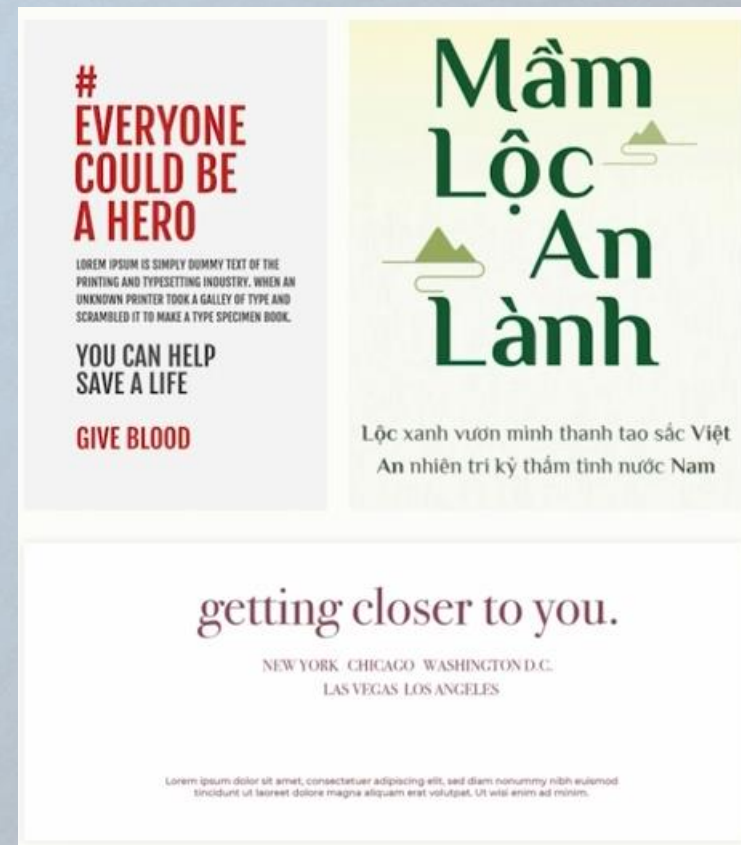 #
EVERYONE
COULD BE
A HERO
LOREM IPSUM IS SIMPLY DUMMY TEXT OF THE
PRINTING AND TYPESETTING INDUSTRY. WHEN AN
UNKNOWN PRINTER TOOK A GALLEY OF TYPE AND
SCRAMBLED IT TO MAKE A TYPE SPECIMEN BOOK.
YOU CAN HELP
SAVE A LIFE
GIVE BLOOD
Mầm
Lộc
An
Lành
Lộc xanh vươn mình thanh tao sắc Việt
An nhiên tri kỷ thắm tình nước Nam
getting closer to you.
NEW YORK CHICAGO WASHINGTON D.C.
LAS VEGAS LOS ANGELES
Lorem ipsum dolor sit amet, consectetuer adipiscing elit, sed diam nonummy nibh euismod
tincidunt ut laoreet dolore magna aliquam erat volutpat. Ut wisi enim ad minim.